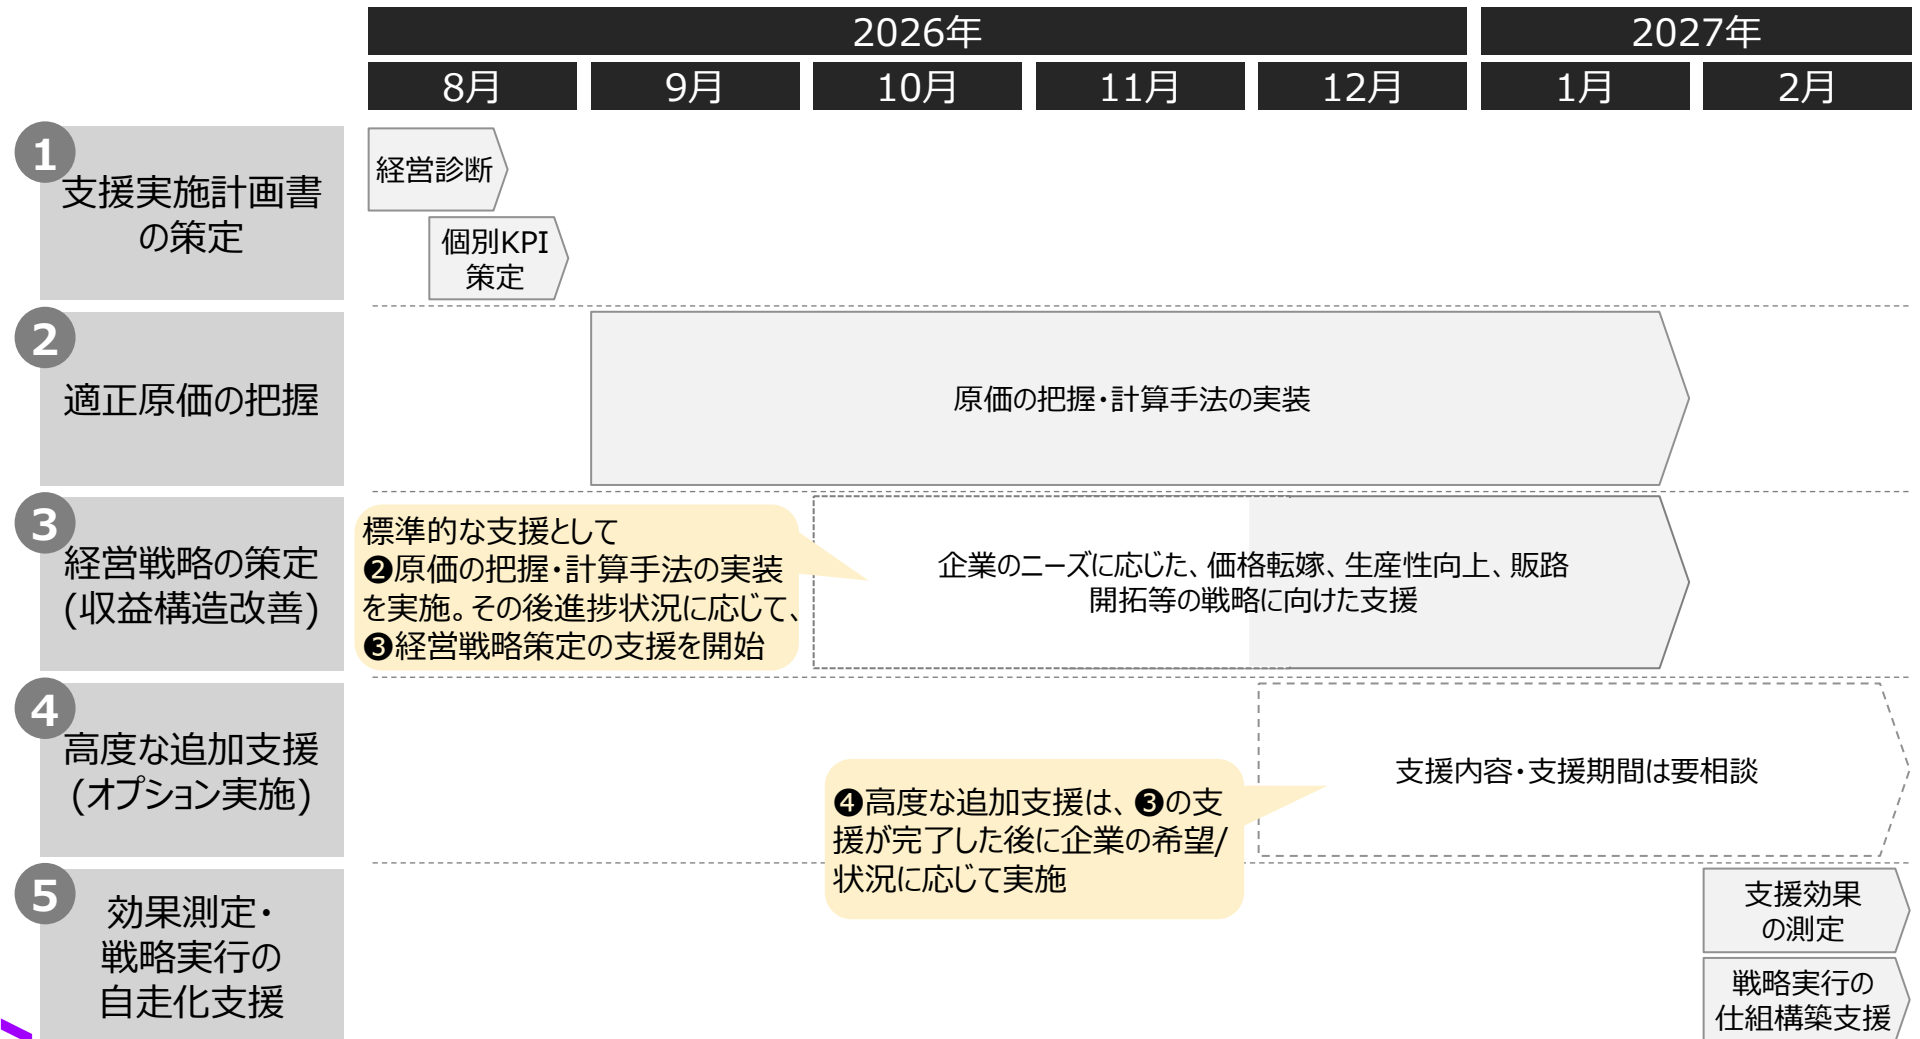 2026年
2027年
8月
9月
10月
11月
12月
1月
2月
1
支援実施計画書
の策定
経営診断
個別KPI
策定
2
適正原価の把握
原価の把握・計算手法の実装
3
経営戦略の策定
(収益構造改善)
標準的な支援として
❷原価の把握・計算手法の実装
を実施。その後進捗状況に応じて、
❸経営戦略策定の支援を開始
企業のニーズに応じた、価格転嫁、生産性向上、販路
開拓等の戦略に向けた支援
4
高度な追加支援
(オプション実施)
❹高度な追加支援は、❸の支
援が完了した後に企業の希望/
状況に応じて実施
支援内容・支援期間は要相談
5
効果測定・
戦略実行の
自走化支援
支援効果
の測定
戦略実行の
仕組構築支援